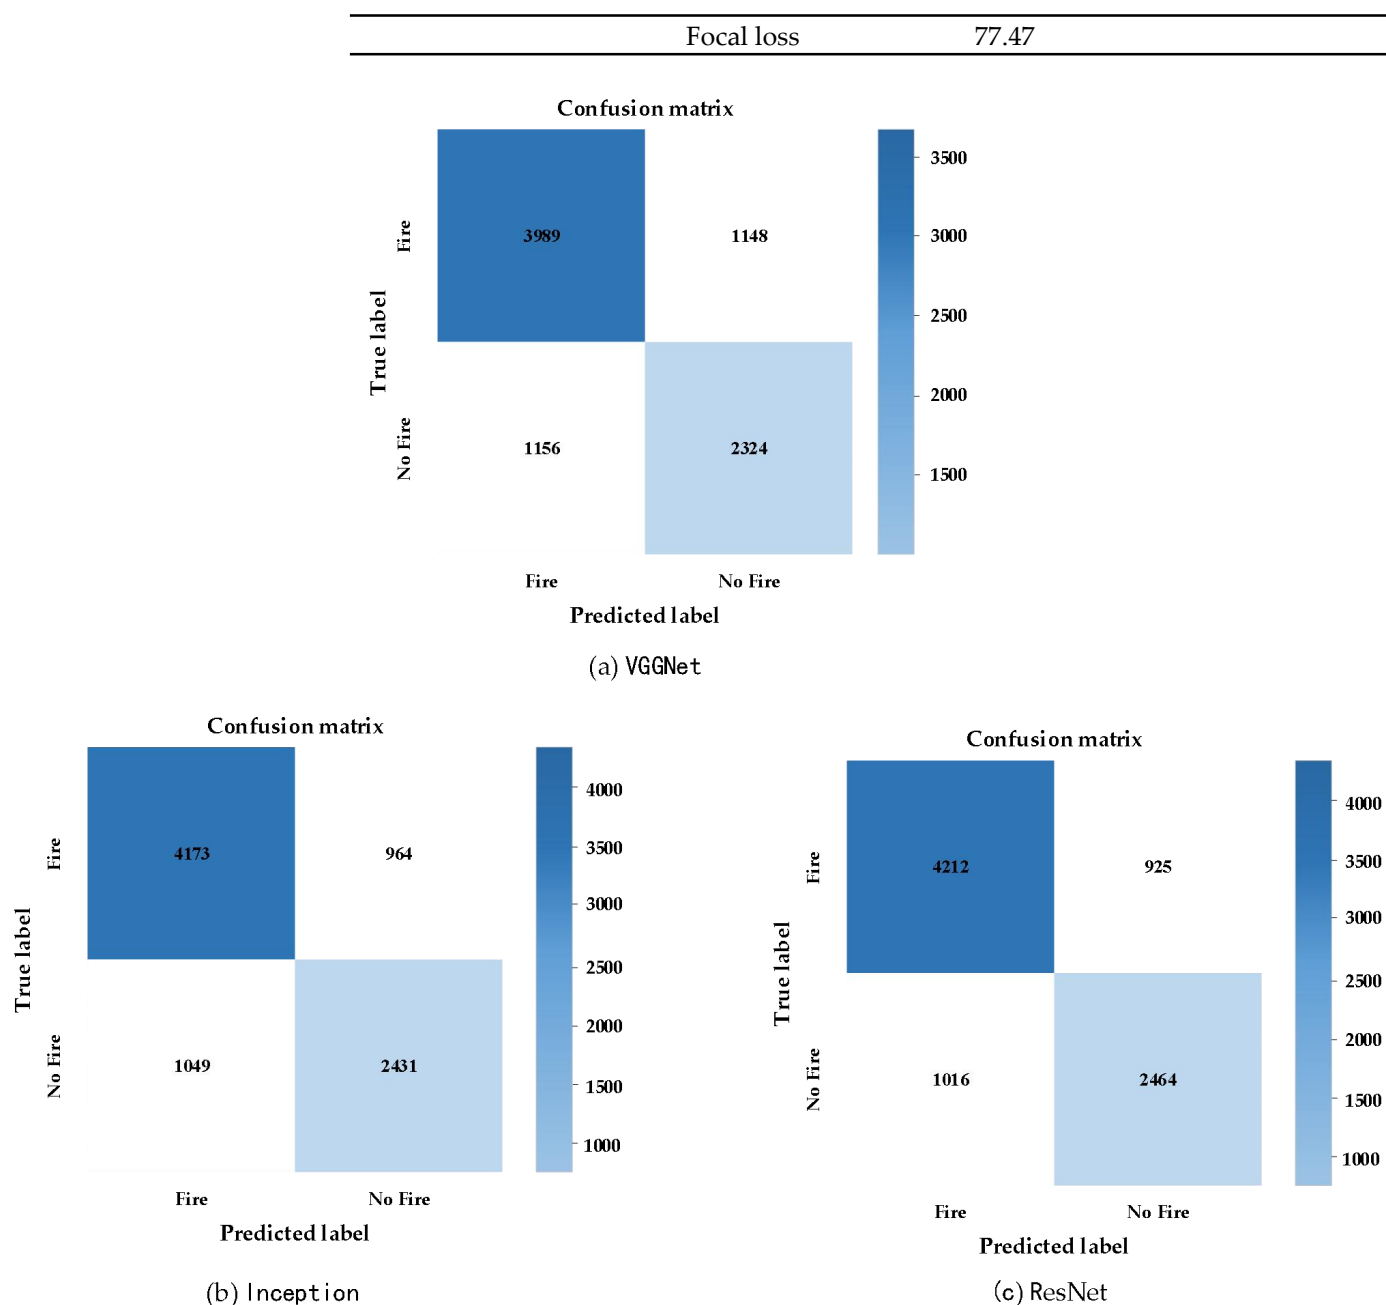 Focal loss 77.47
Confusion matrix
3500
3000
2500
2000
1500
Fire
No Fire
True label
3989 1148
1156 2324
Fire No Fire
Predicted label
(a) VGGNet
Confusion matrix
4000
3500
3000
2500
2000
1500
1000
Fire
No Fire
True label
4173 964
1049 2431
Fire No Fire
Predicted label
(b) Inception
Confusion matrix
4000
3500
3000
2500
2000
1500
1000
Fire
No Fire
True label
4212 925
1016 2464
Fire No Fire
Predicted label
(c) ResNet